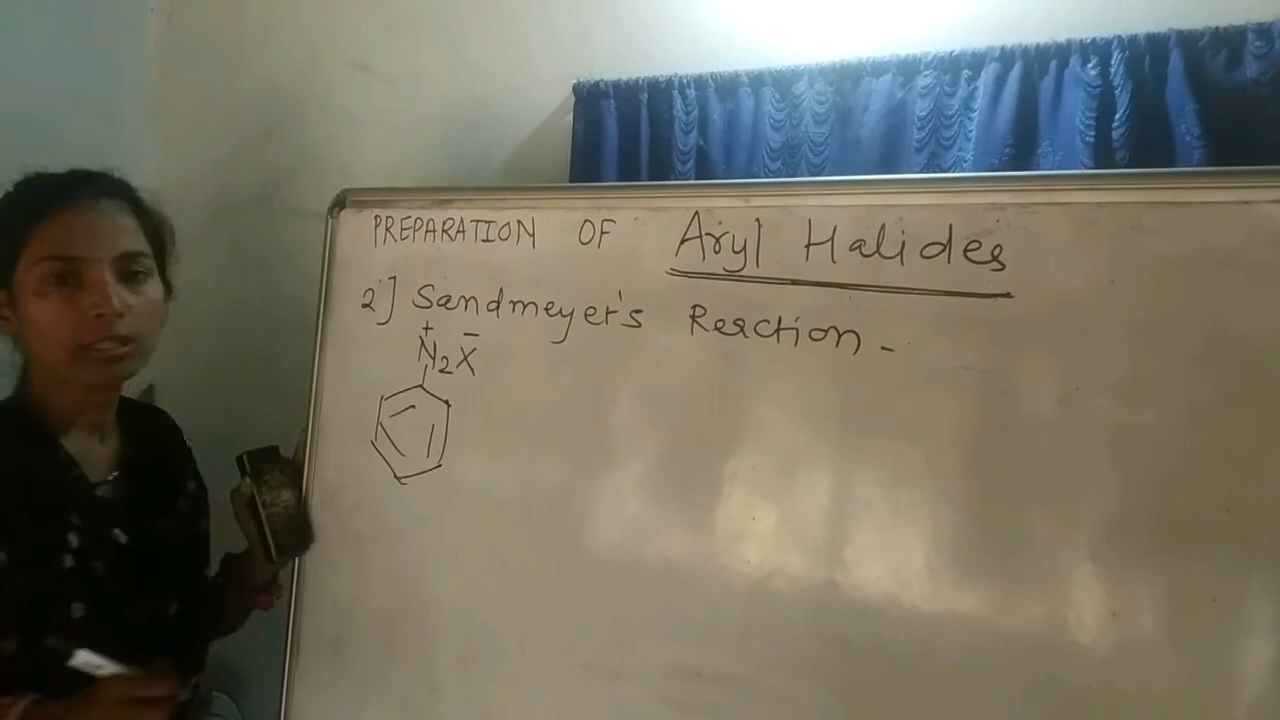 PREPARATION OF Aryl Halides
2] Sandmeyer's Reaction -
+ -
N2X